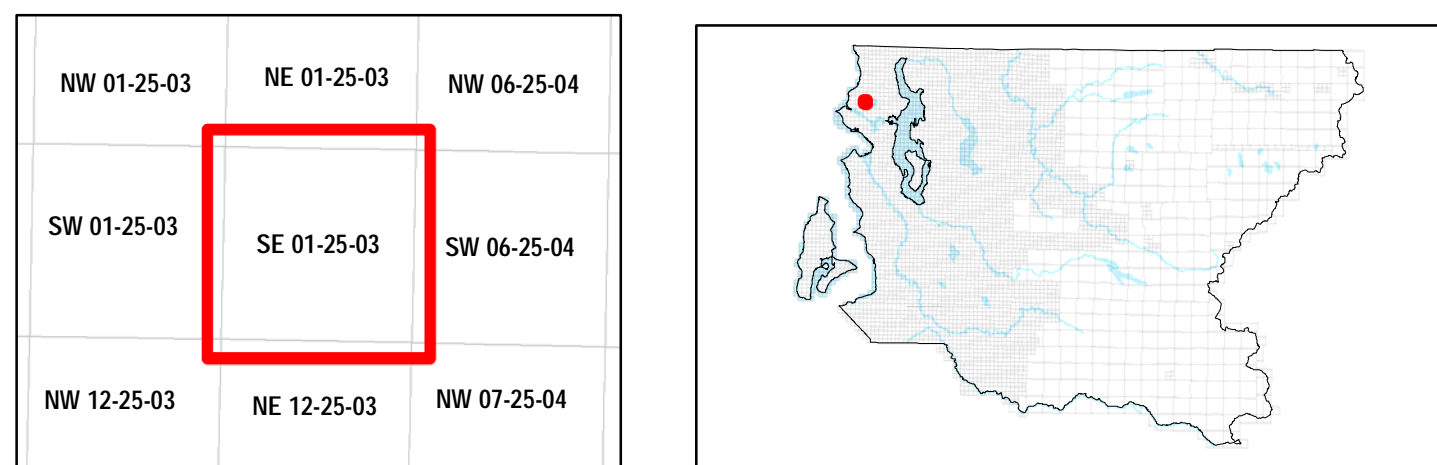 NW 01-25-03
NE 01-25-03
NW 06-25-04
SW 01-25-03
SE 01-25-03
SW 06-25-04
NW 12-25-03
NE 12-25-03
NW 07-25-04